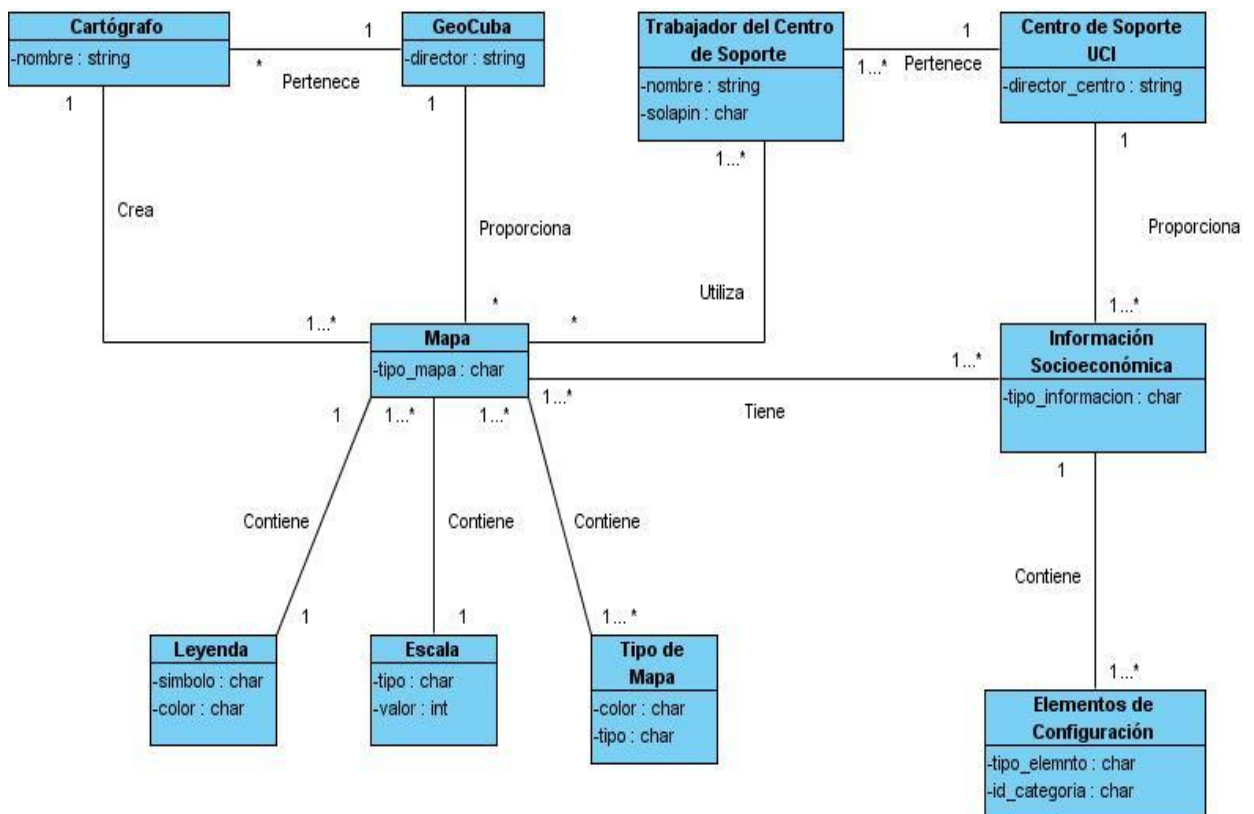 Cartógrafo
-nombre : string
1
*
Pertenece
GeoCuba
-director : string
Trabajador del Centro
de Soporte
-nombre : string
-solapin : char
1
1...*
Pertenece
Centro de Soporte
UCI
-director_centro : string
1
1
1...*
1
Crea
Proporciona
Utiliza
Proporciona
1...*
*
*
1...*
Mapa
-tipo_mapa : char
1...*
Información
Socioeconómica
-tipo_informacion : char
1
1...*
1...*
1...*
Tiene
1
Contiene
Contiene
Contiene
Contiene
1
1
1...*
Leyenda
-simbolo : char
-color : char
Escala
-tipo : char
-valor : int
Tipo de
Mapa
-color : char
-tipo : char
1...*
Elementos de
Configuración
-tipo_elemnto : char
-id_categoria : char